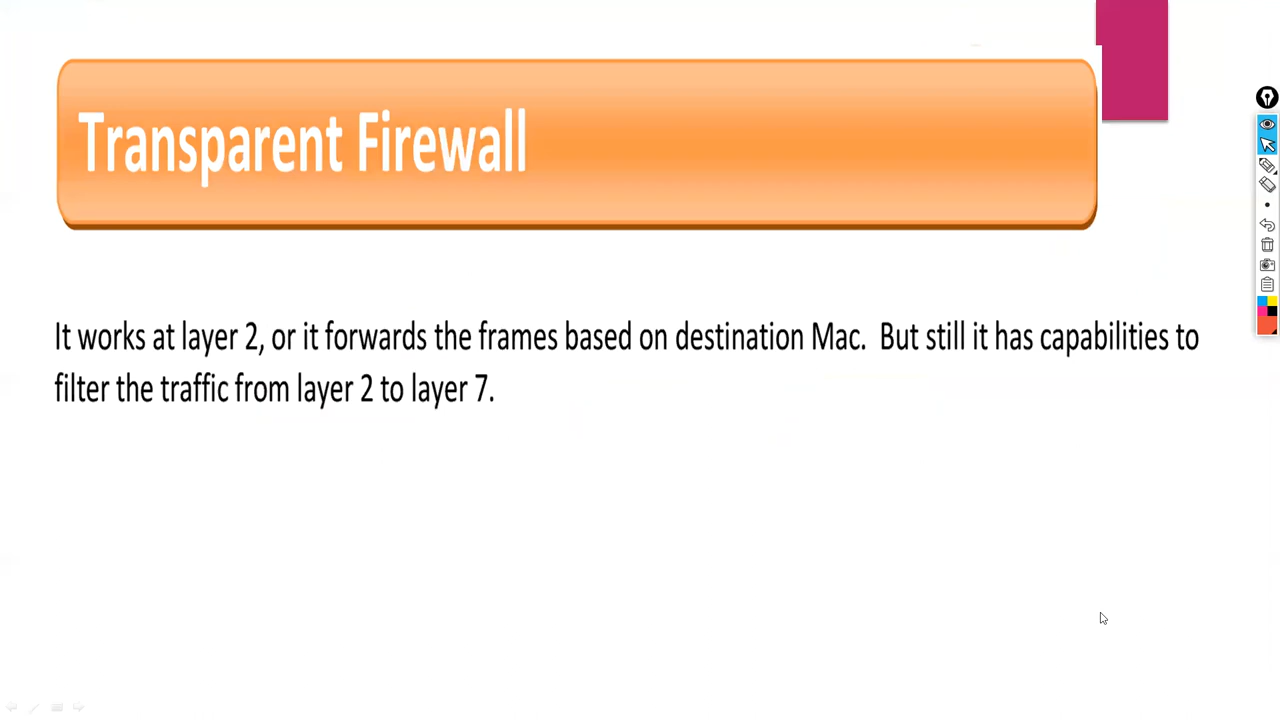 Transparent Firewall
It works at layer 2, or it forwards the frames based on destination Mac.  But still it has capabilities to
filter the traffic from layer 2 to layer 7.